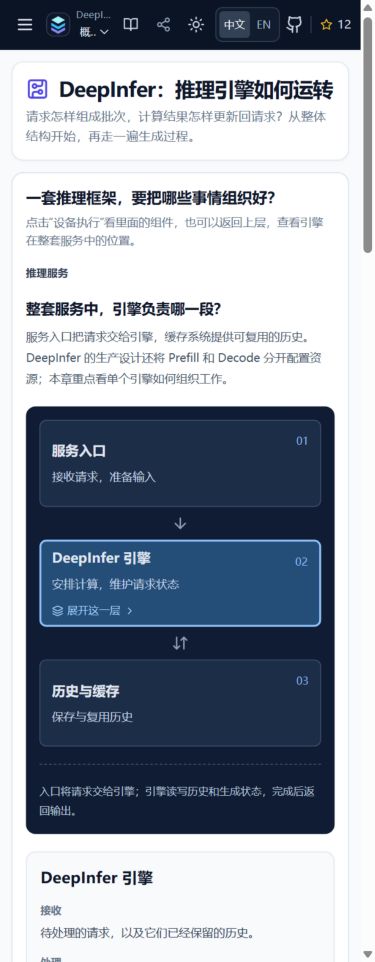 DeepI...
概..
中文
EN
12
DeepInfer：推理引擎如何运转
请求怎样组成批次，计算结果怎样更新回请求？从整体
结构开始，再走一遍生成过程。
一套推理框架，要把哪些事情组织好？
点击“设备执行”看里面的组件，也可以返回上层，查看引擎
在整套服务中的位置。
推理服务
整套服务中，引擎负责哪一段？
服务入口把请求交给引擎，缓存系统提供可复用的历史。
DeepInfer 的生产设计还将 Prefill 和 Decode 分开配置资
源；本章重点看单个引擎如何组织工作。
01
服务入口
接收请求，准备输入
DeepInfer 引擎
02
安排计算，维护请求状态
展开这一层
03
历史与缓存
保存与复用历史
入口将请求交给引擎；引擎读写历史和生成状态，完成后返
回输出。
DeepInfer 引擎
接收
待处理的请求，以及它们已经保留的历史。
处理